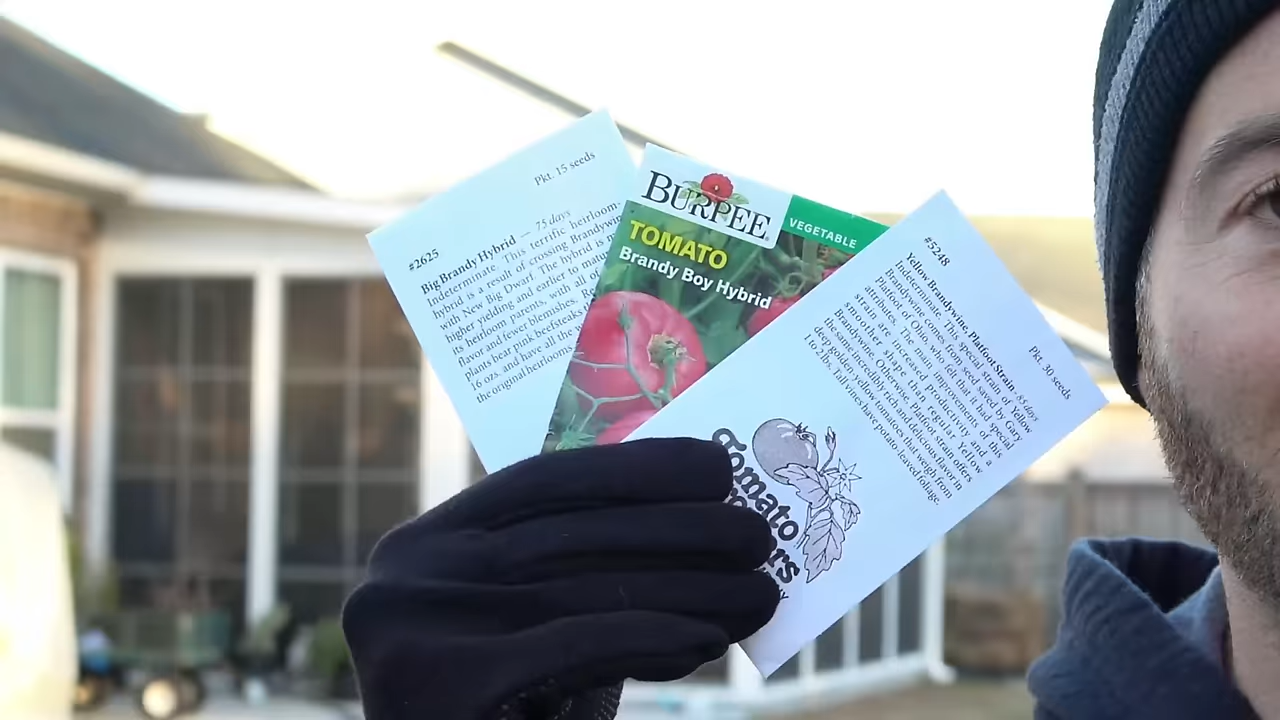 Pkt. 15 seeds
#2625
Big Brandy Hybrid — 75 days
Indeterminate. This terrific heirloom-
hybrid is a result of crossing Brandywine
with New Big Dwarf. The hybrid is
higher yielding and earlier to mature
its heirloom parents, with all
flavor and fewer blemishes.
plants bear pink beefsteaks
16 ozs. and have all the
the original heirlooms
BURPEE
VEGETABLE
TOMATO
Brandy Boy Hybrid
#5248
Pkt. 30 seeds
Yellow Brandywine, Platfoot Strain - 85 days
Indeterminate. This special strain of Yellow
Brandywine comes from seed saved by Gary
Platfoot of Ohio who felt that it had special
attributes. The main improvements of this
strain are increased productivity and a
smoother shape than regular Yellow
Brandywine. Otherwise, Platfoot strain offers
the same incredibly rich and delicious flavor in
deep golden yellow tomatoes that weigh from
1 to 2 lbs. Hilly vines have potato-leaved foliage.
Tomato